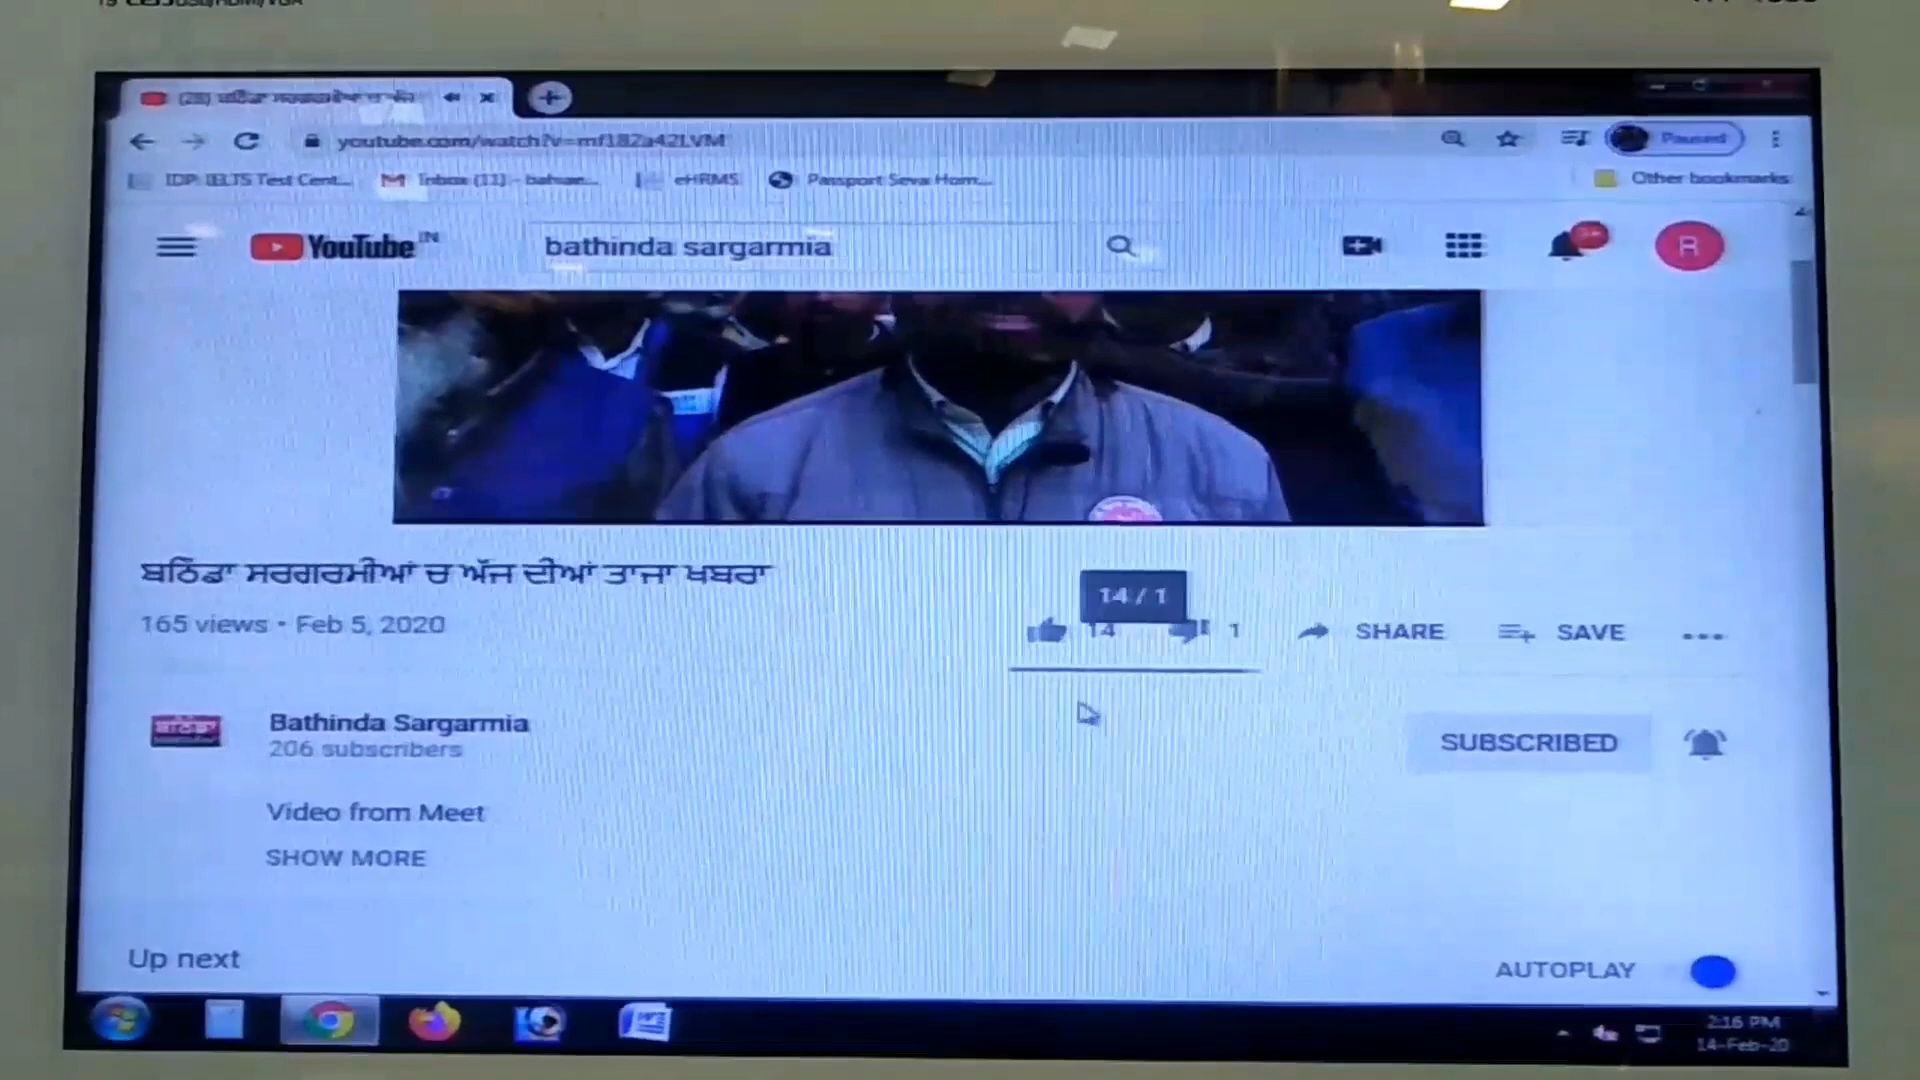 youtube.com/watch?v=mf18Za42LVM
Paused
IDP: IELTS Test Cent...
Inbox (11) -
eHRMS
Passport Seva Hom...
Other bookmarks
YouTube IN
bathinda sargarmia
R
ਬਠਿੰਡਾ ਸਰਗਰਮੀਆਂ ਚ ਅੱਜ ਦੀਆਂ ਤਾਜਾ ਖਬਰਾ
14 / 1
165 views • Feb 5, 2020
14
1
SHARE
SAVE
Bathinda Sargarmia
206 subscribers
SUBSCRIBED
Video from Meet
SHOW MORE
Up next
AUTOPLAY
2:16 PM
14-Feb-20